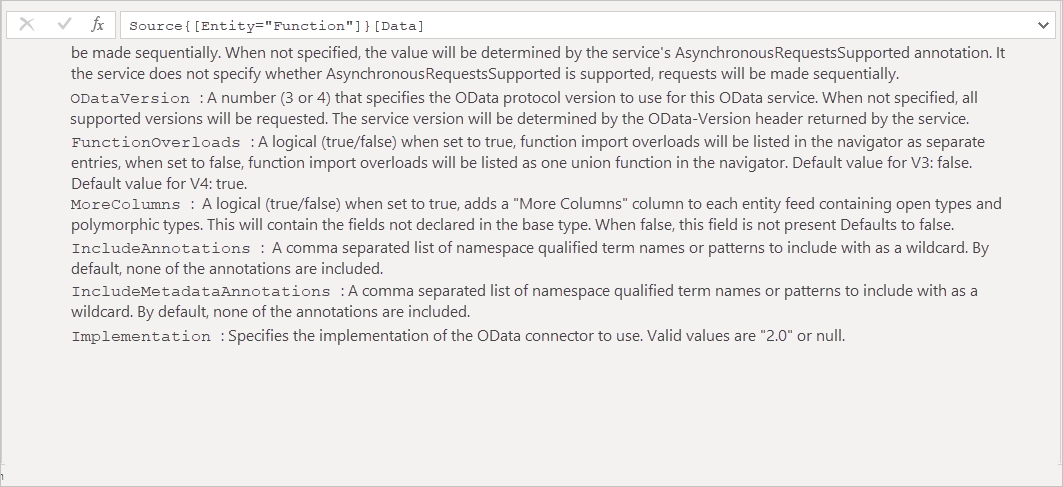 fx Source{[Entity="Function"]}[Data]
be made sequentially. When not specified, the value will be determined by the service's AsynchronousRequestsSupported annotation. It
the service does not specify whether AsynchronousRequestsSupported is supported, requests will be made sequentially.
ODataVersion : A number (3 or 4) that specifies the OData protocol version to use for this OData service. When not specified, all
supported versions will be requested. The service version will be determined by the OData-Version header returned by the service.
FunctionOverloads : A logical (true/false) when set to true, function import overloads will be listed in the navigator as separate
entries, when set to false, function import overloads will be listed as one union function in the navigator. Default value for V3: false.
Default value for V4: true.
MoreColumns : A logical (true/false) when set to true, adds a "More Columns" column to each entity feed containing open types and
polymorphic types. This will contain the fields not declared in the base type. When false, this field is not present Defaults to false.
IncludeAnnotations : A comma separated list of namespace qualified term names or patterns to include with as a wildcard. By
default, none of the annotations are included.
IncludeMetadataAnnotations : A comma separated list of namespace qualified term names or patterns to include with as a
wildcard. By default, none of the annotations are included.
Implementation : Specifies the implementation of the OData connector to use. Valid values are "2.0" or null.